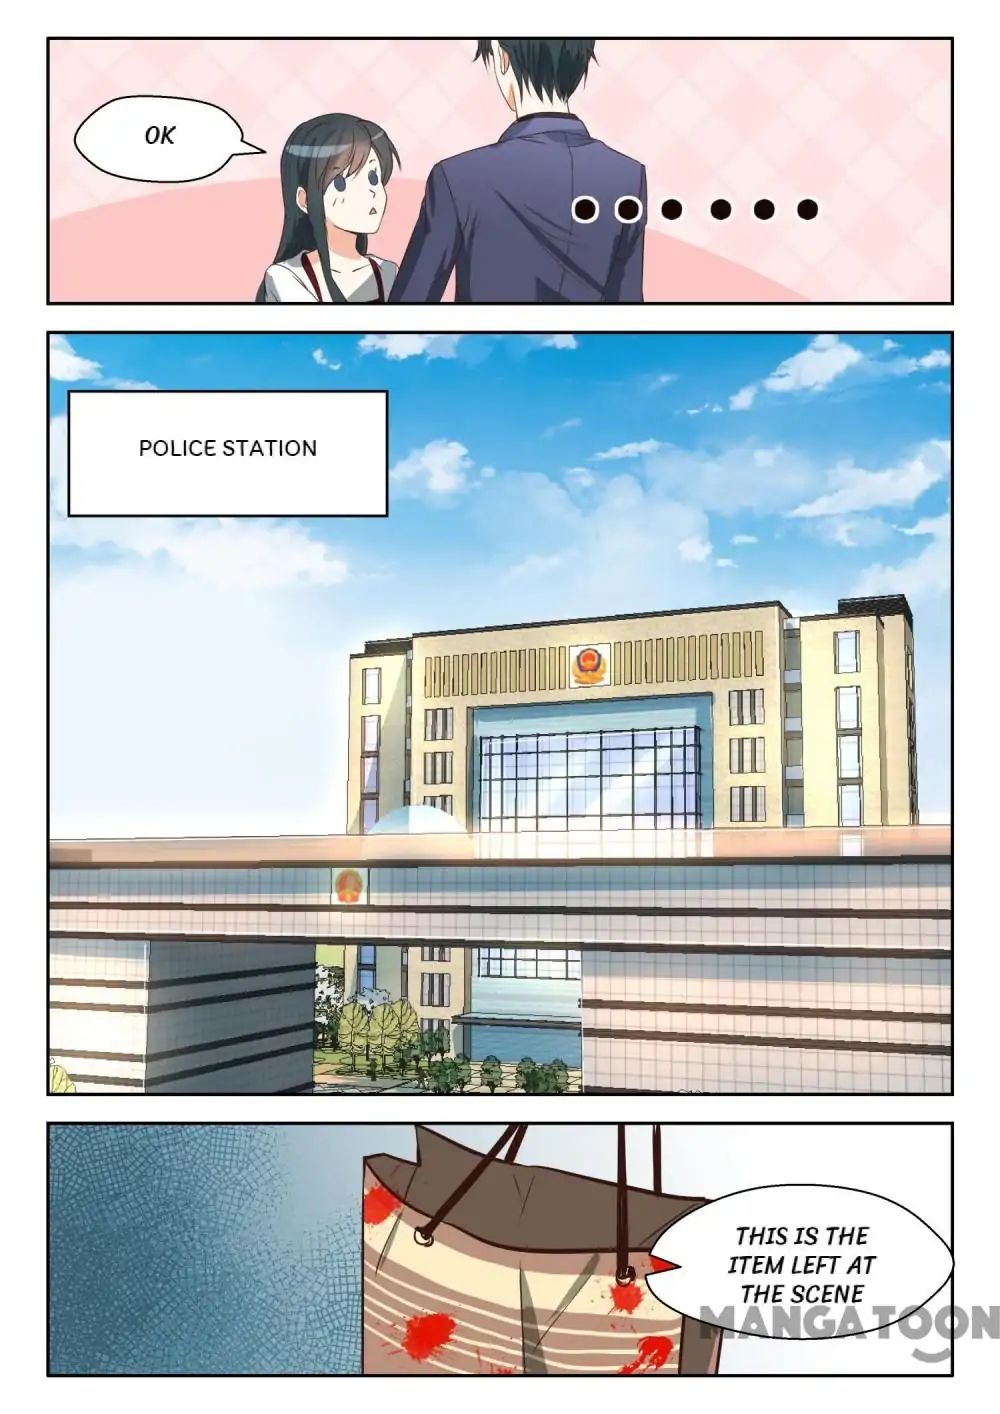 OK
● ● ● ● ● ●
POLICE STATION
THIS IS THE
ITEM LEFT AT
THE SCENE
MANGATOON